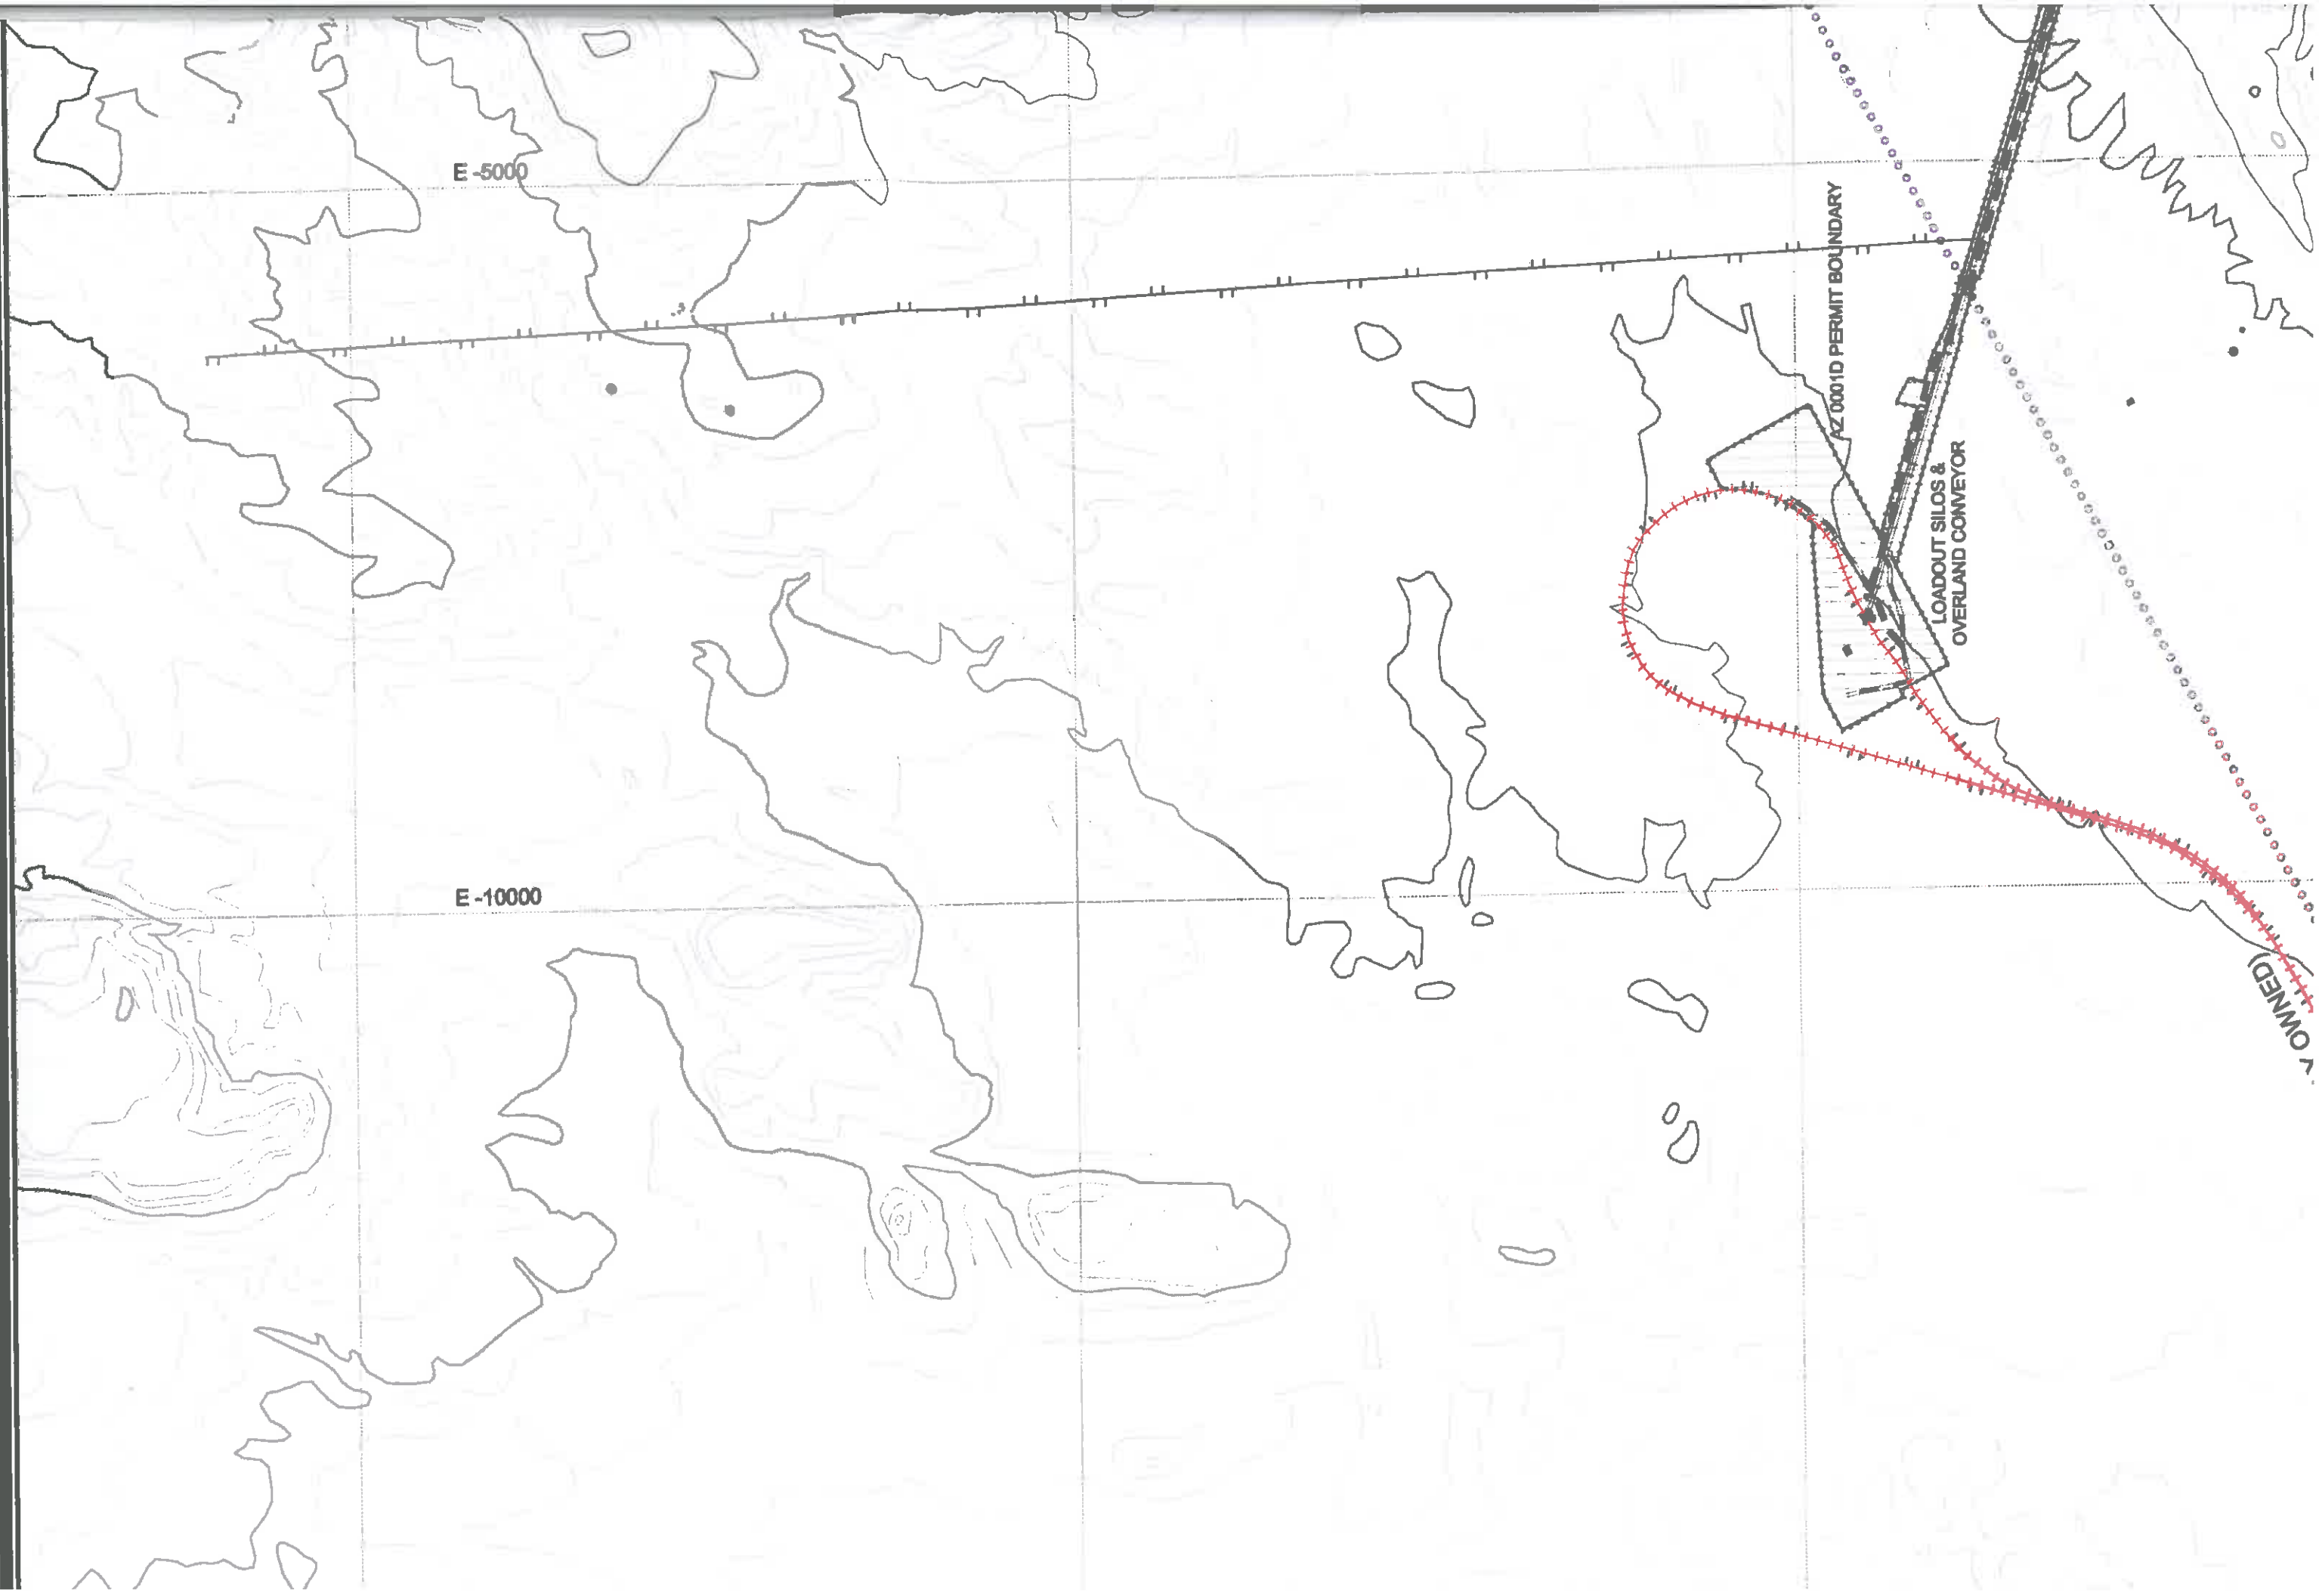 E -5000
AZ 0001D PERMIT BOUNDARY
LOADOUT SILOS &
OVERLAND CONVEYOR
E -10000
OWNED)